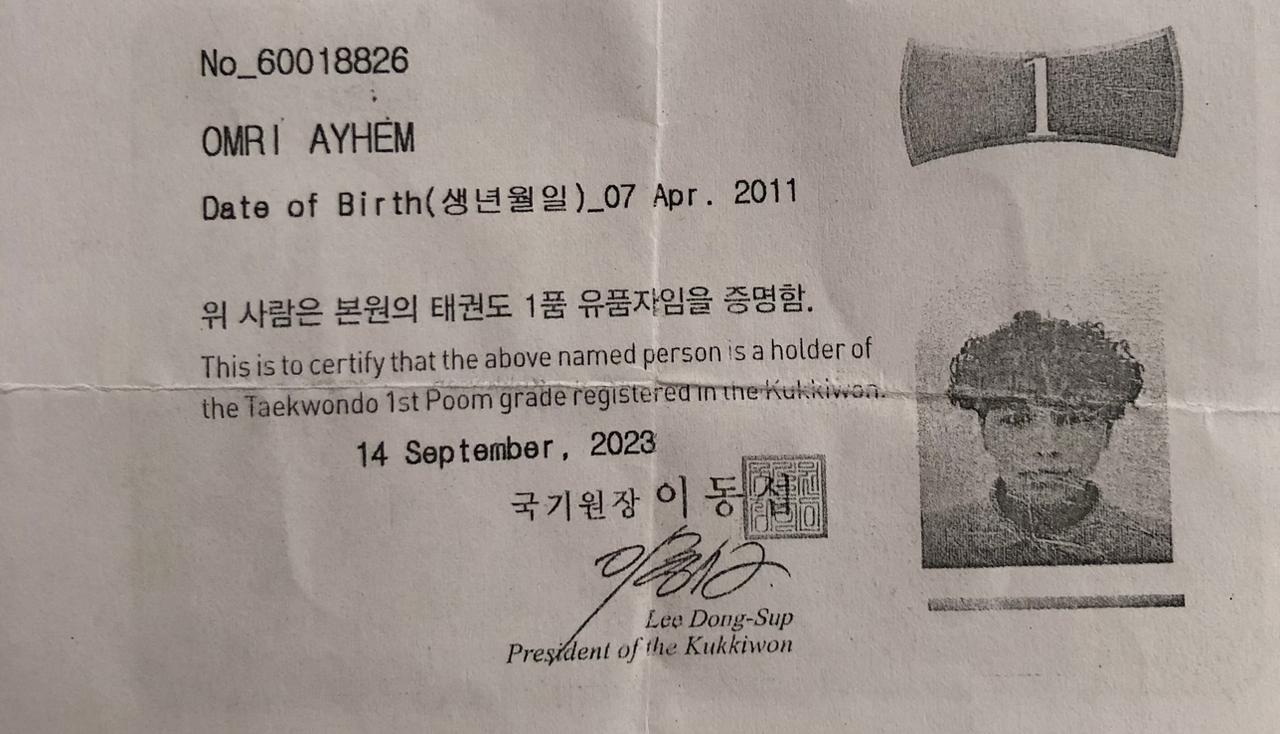 No_60018826
1
OMRI AYHEM
Date of Birth(생년월일)_07 Apr. 2011
위 사람은 본원의 태권도 1품 유품자임을 증명함.
This is to certify that the above named person is a holder of
the Taekwondo 1st Poom grade registered in the Kukkiwon.
14 September, 2023
국기원장 이동섭
Lee Dong-Sup
President of the Kukkiwon